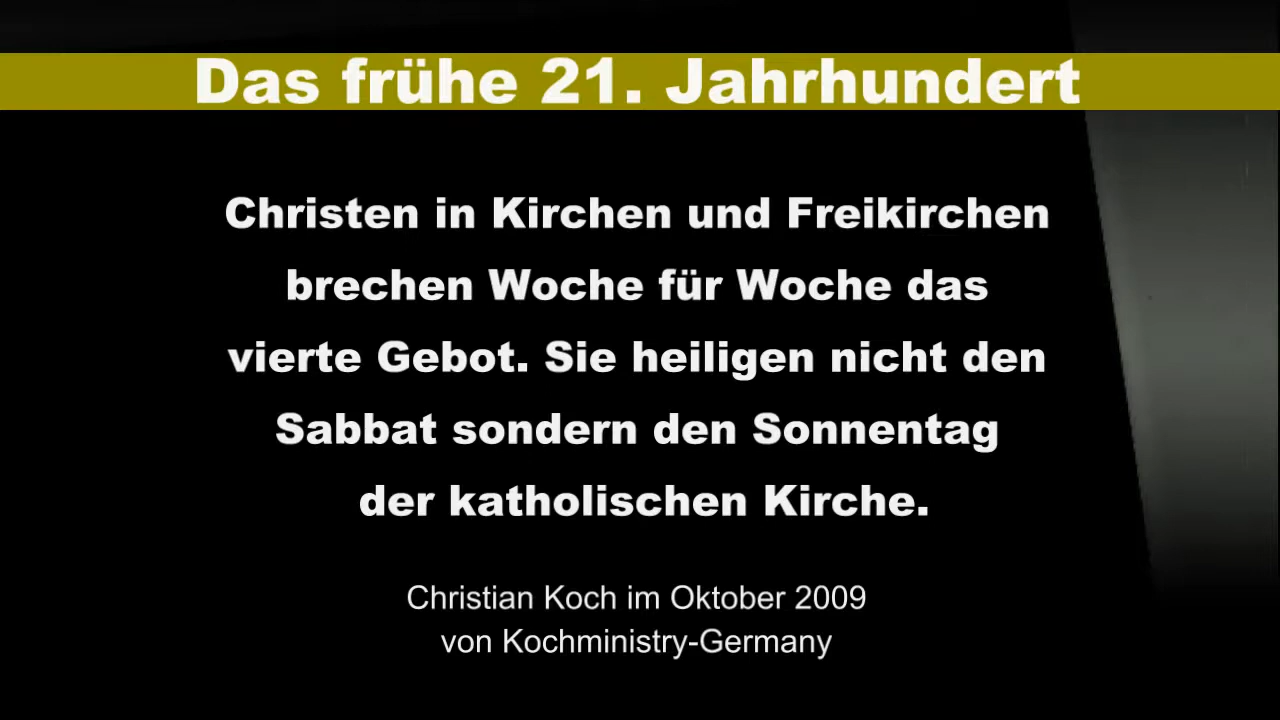 Das frühe 21. Jahrhundert
Christen in Kirchen und Freikirchen
brechen Woche für Woche das
vierte Gebot. Sie heiligen nicht den
Sabbat sondern den Sonnentag
der katholischen Kirche.
Christian Koch im Oktober 2009
von Kochministry-Germany